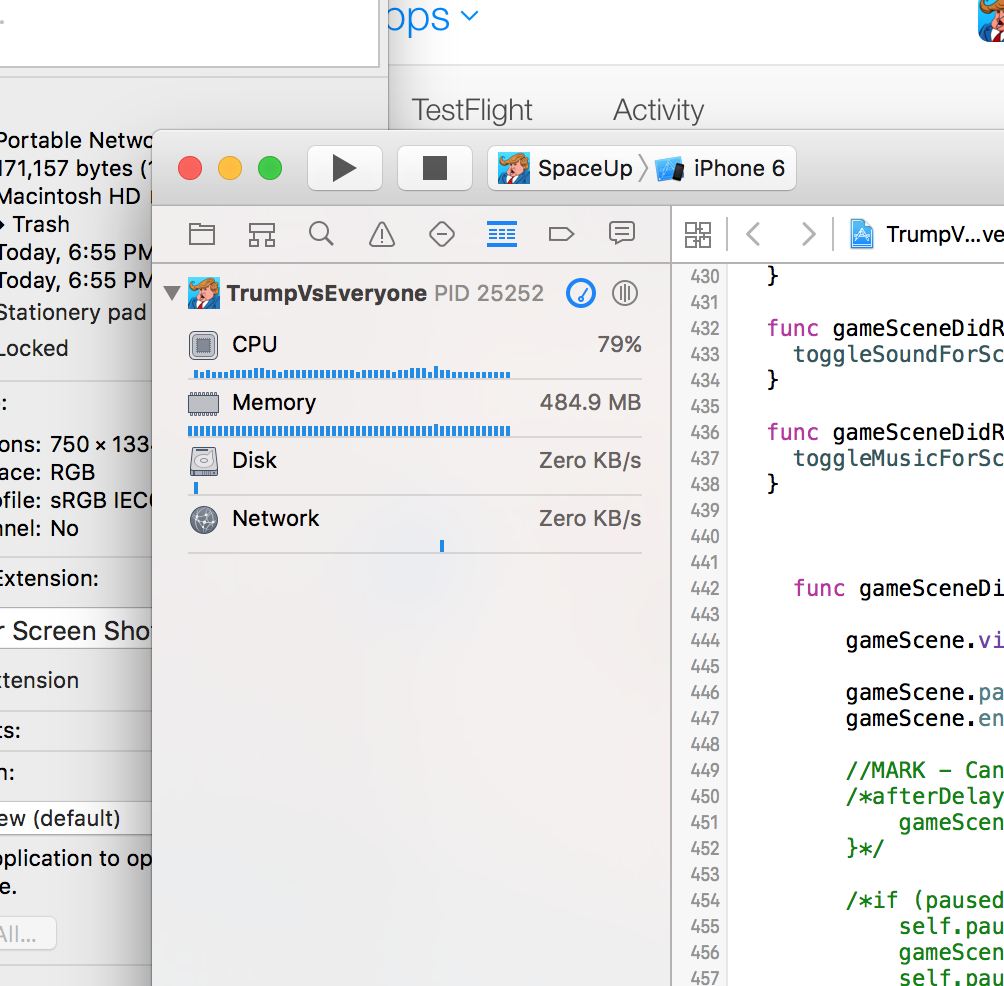 pps
TestFlight
Activity
Portable Netwo
171,157 bytes (1
Macintosh HD
Trash
Today, 6:55 PM
Today, 6:55 PM
Stationery pad
Locked
:
ons: 750 × 133
ace: RGB
ofile: sRGB IEC
nnel: No
Extension:
r Screen Sho
xtension
ts:
n:
ew (default)
pplication to op
e.
All...
SpaceUp
iPhone 6
TrumpVsEveryone PID 25252
CPU 79%
Memory 484.9 MB
Disk Zero KB/s
Network Zero KB/s
TrumpV...ve
430 }
431
432 func gameSceneDidR
433 toggleSoundForSc
434 }
435
436 func gameSceneDidR
437 toggleMusicForSc
438 }
439
440
441
442 func gameSceneDi
443
444 gameScene.vi
445
446 gameScene.pa
447 gameScene.en
448
449 //MARK - Can
450 /*afterDelay
451 gameScen
452 }*/
453
454 /*if (paused
455 self.pau
456 gameScen
457 self.pau